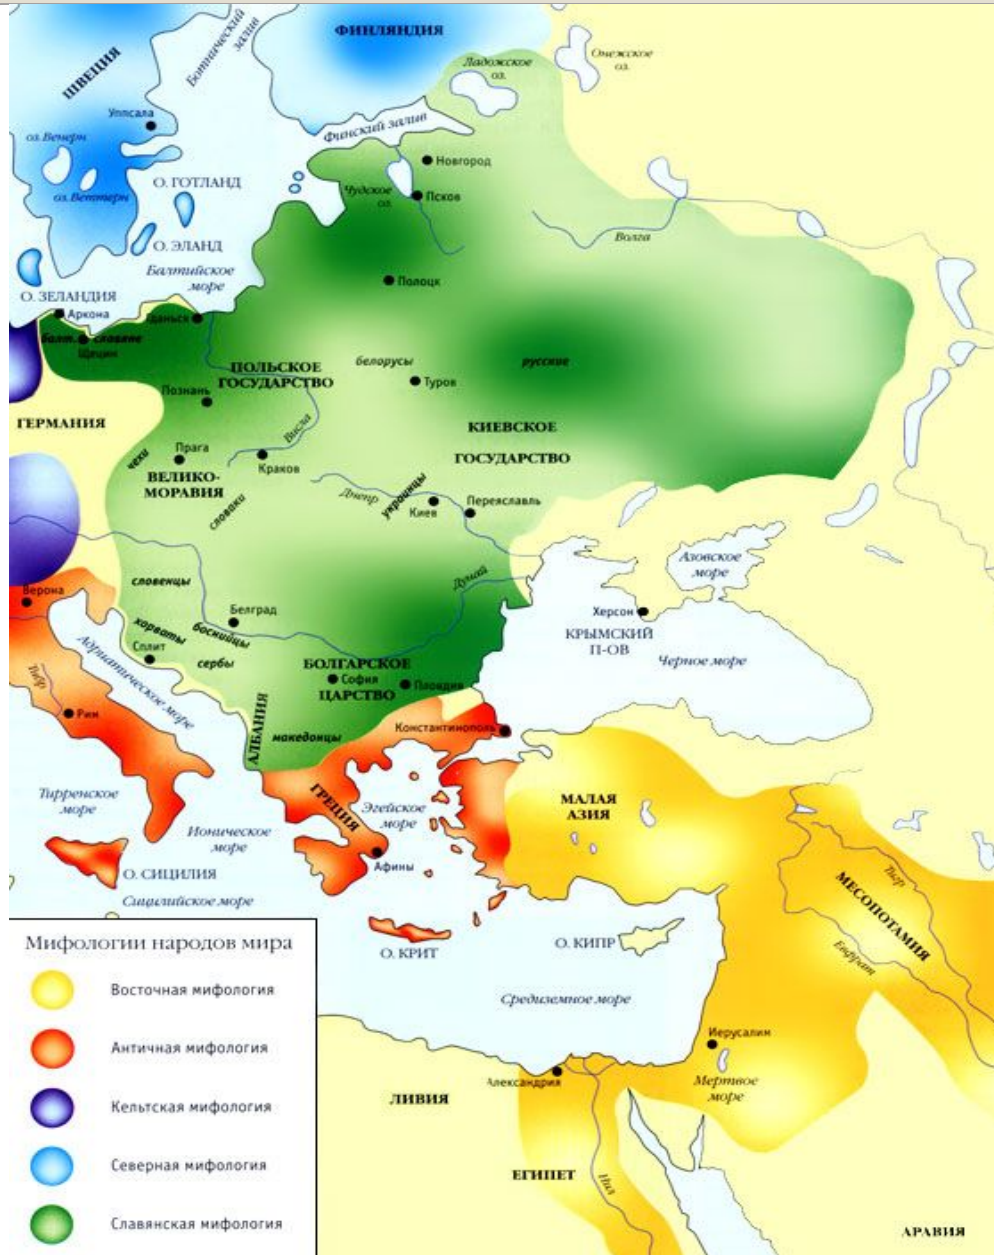 ФИНЛЯНДИЯ
ШВЕЦИЯ
Ботнический
залив
Ладожское
оз.
Онежское
оз.
Уппсала
оз. Венерн
оз. Веттерн
Финский залив
Новгород
Чудское
оз.
Псков
О. ГОТЛАНД
О. ЭЛАНД
Волга
Балтийское
море
Полоцк
О. ЗЕЛАНДИЯ
Аркона
Гданьск
балт. славяне
Щецин
ПОЛЬСКОЕ
ГОСУДАРСТВО
белорусы
русские
Туров
Познань
ГЕРМАНИЯ
Висла
КИЕВСКОЕ
ГОСУДАРСТВО
чехи
Прага
Краков
ВЕЛИКО-
МОРАВИЯ
словаки
Днепр
украинцы
Киев
Переяславль
Азовское
море
словенцы
Дунай
Верона
Белград
Херсон
КРЫМСКИЙ
П-ОВ
хорваты
боснийцы
Сплит
сербы
Черное море
Адриатическое море
БОЛГАРСКОЕ
ЦАРСТВО
София
Пловдив
Тибр
Рим
АЛБАНИЯ
македонцы
Константинополь
Тирренское
море
ГРЕЦИЯ
Эгейское
море
МАЛАЯ
АЗИЯ
Ионическое
море
Афины
О. СИЦИЛИЯ
Сицилийское море
Тигр
МЕСОПОТАМИЯ
Евфрат
О. КРИТ
О. КИПР
Средиземное море
Иерусалим
Александрия
Мертвое
море
ЛИВИЯ
ЕГИПЕТ
Нил
АРАВИЯ
Мифологии народов мира
Восточная мифология
Античная мифология
Кельтская мифология
Северная мифология
Славянская мифология